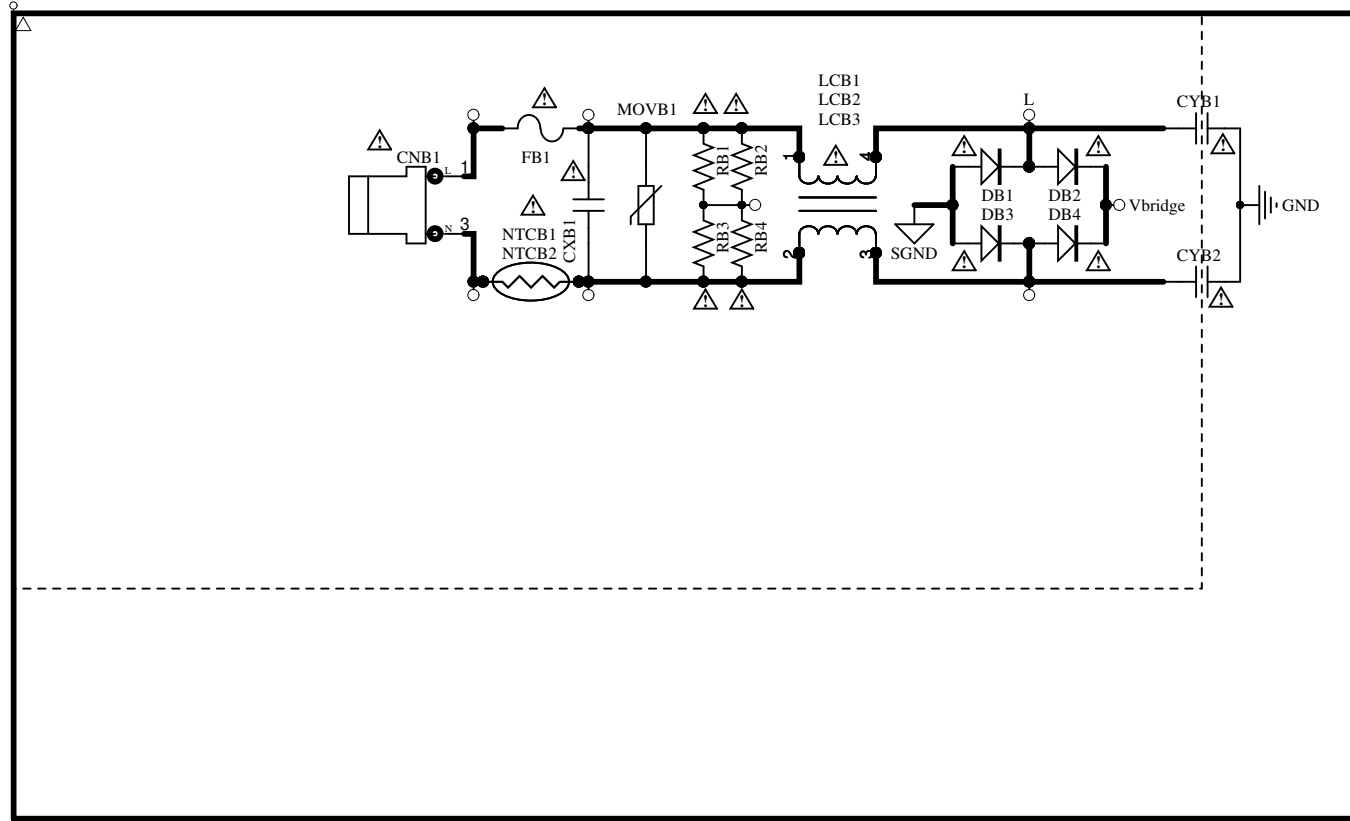 LCB1
LCB2
LCB3
L
CYB1
MOVB1
FB1
CNB1
1
L
N
3
NTCB1
NTCB2
CXB1
RB1
RB2
RB3
RB4
1
4
2
3
SGND
DB1
DB2
DB3
DB4
Vbridge
GND
CYB2